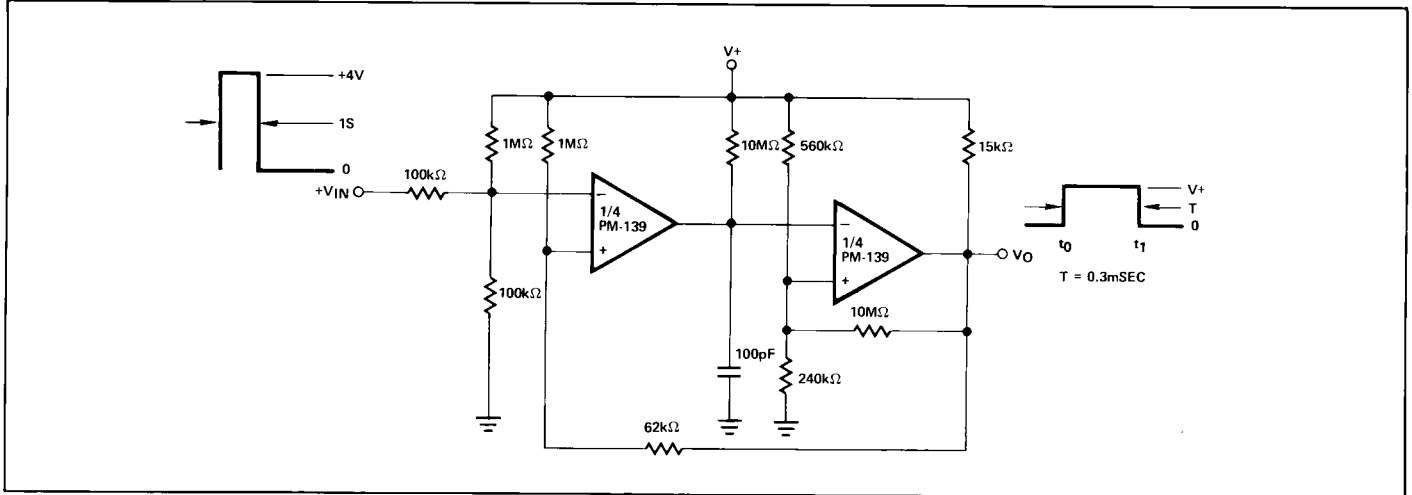 V+
+4V
1S
0
1MΩ
1MΩ
10MΩ
560kΩ
15kΩ
+VIN
100kΩ
−
1/4
PM-139
+
−
1/4
PM-139
+
V+
T
0
t0
t1
VO
T = 0.3mSEC
100kΩ
10MΩ
100pF
240kΩ
62kΩ